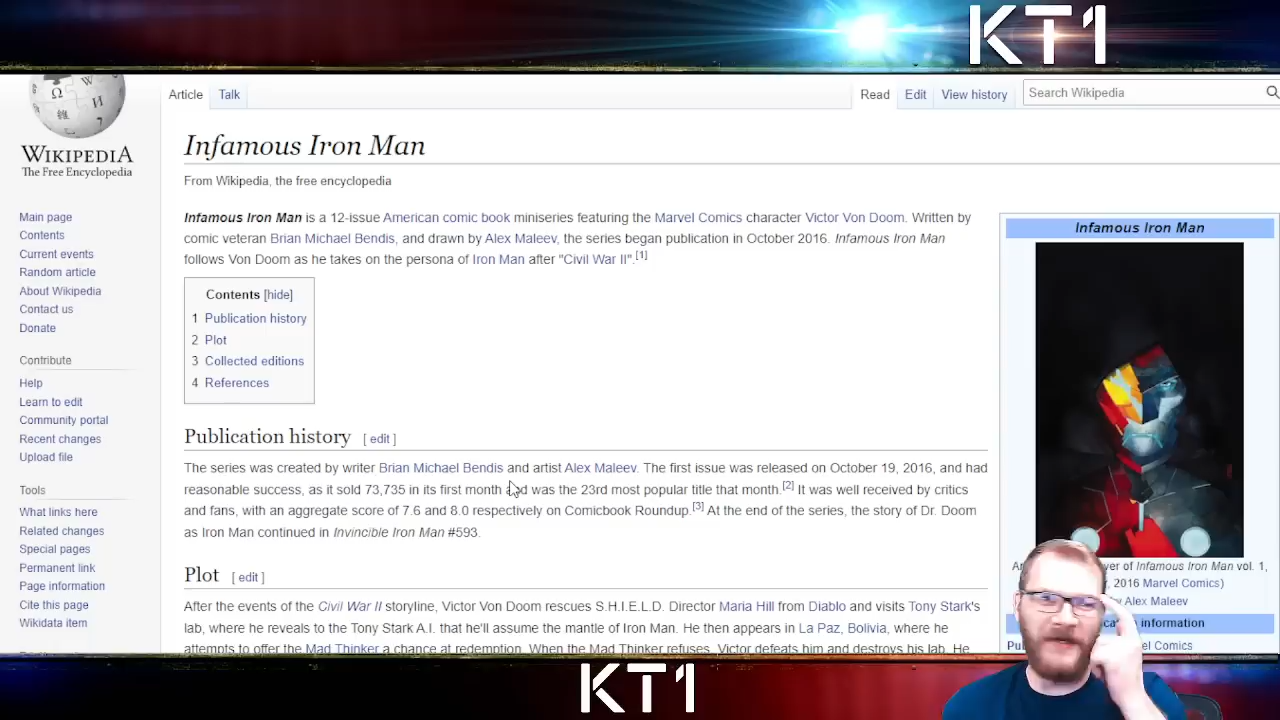 KT1
Article Talk Read Edit View history Search Wikipedia
WIKIPEDIA
The Free Encyclopedia
Main page
Contents
Current events
Random article
About Wikipedia
Contact us
Donate
Contribute
Help
Learn to edit
Community portal
Recent changes
Upload file
Tools
What links here
Related changes
Special pages
Permanent link
Page information
Cite this page
Wikidata item
Infamous Iron Man
From Wikipedia, the free encyclopedia
Infamous Iron Man is a 12-issue American comic book miniseries featuring the Marvel Comics character Victor Von Doom. Written by
comic veteran Brian Michael Bendis, and drawn by Alex Maleev, the series began publication in October 2016. Infamous Iron Man
follows Von Doom as he takes on the persona of Iron Man after "Civil War II".[1]
Contents [hide]
1 Publication history
2 Plot
3 Collected editions
4 References
Publication history [ edit ]
The series was created by writer Brian Michael Bendis and artist Alex Maleev. The first issue was released on October 19, 2016, and had
reasonable success, as it sold 73,735 in its first month and was the 23rd most popular title that month.[2] It was well received by critics
and fans, with an aggregate score of 7.6 and 8.0 respectively on Comicbook Roundup.[3] At the end of the series, the story of Dr. Doom
as Iron Man continued in Invincible Iron Man #593.
Plot [ edit ]
After the events of the Civil War II storyline, Victor Von Doom rescues S.H.I.E.L.D. Director Maria Hill from Diablo and visits Tony Stark's
lab, where he reveals to the Tony Stark A.I. that he'll assume the mantle of Iron Man. He then appears in La Paz, Bolivia, where he
attempts to offer the Mad Thinker a chance at redemption. When the Mad Thinker refuses, Victor defeats him and destroys his lab. He
Infamous Iron Man
of Infamous Iron Man vol. 1,
2016 Marvel Comics)
Alex Maleev
information
Comics
KT1